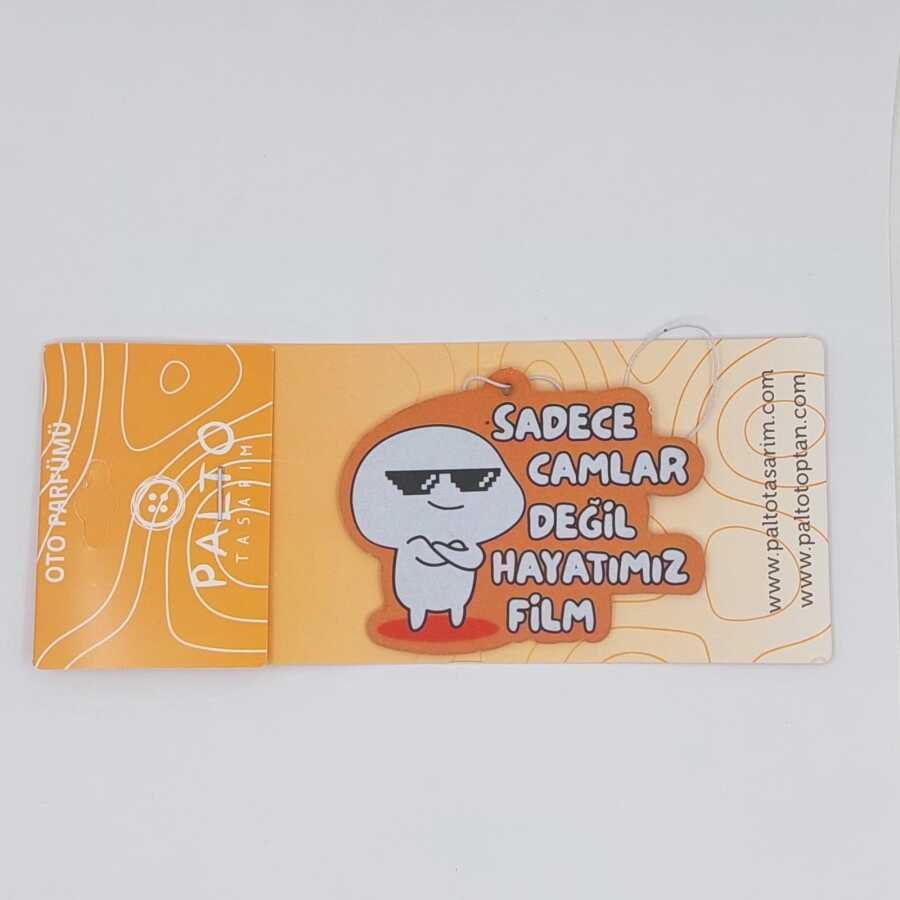 OTO PARFÜMÜ
PALTO
TASARIM
SADECE
CAMLAR
DEĞİL
HAYATIMIZ
FİLM
www.paltotasarim.com
www.paltotoptan.com